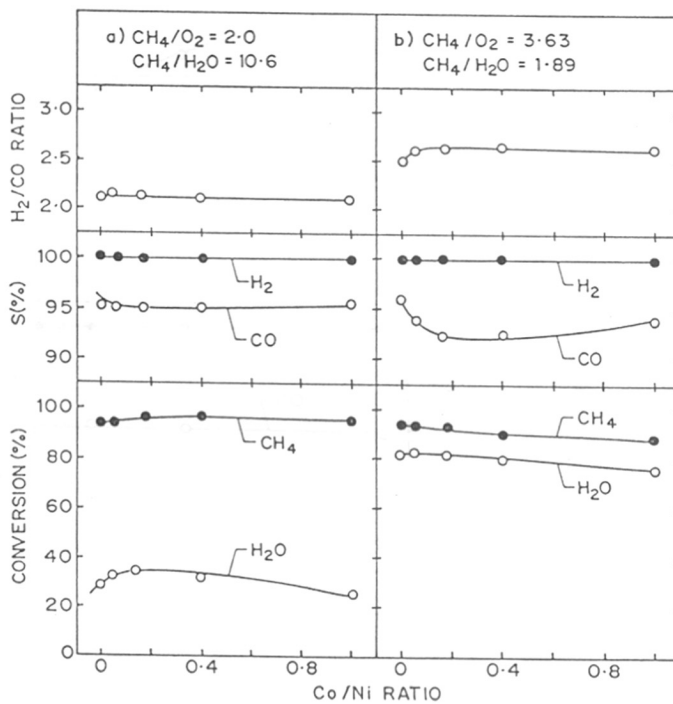 a) CH₄/O₂ = 2.0
CH₄/H₂O = 10.6
b) CH₄/O₂ = 3·63
CH₄/H₂O = 1·89
H₂/CO RATIO
3·0
2·5
2·0
S(%)
100
95
90
H₂
CO
H₂
CO
CONVERSION (%)
100
80
60
40
20
0
CH₄
H₂O
CH₄
H₂O
0
0·4
0·8
0
0·4
0·8
Co/Ni RATIO